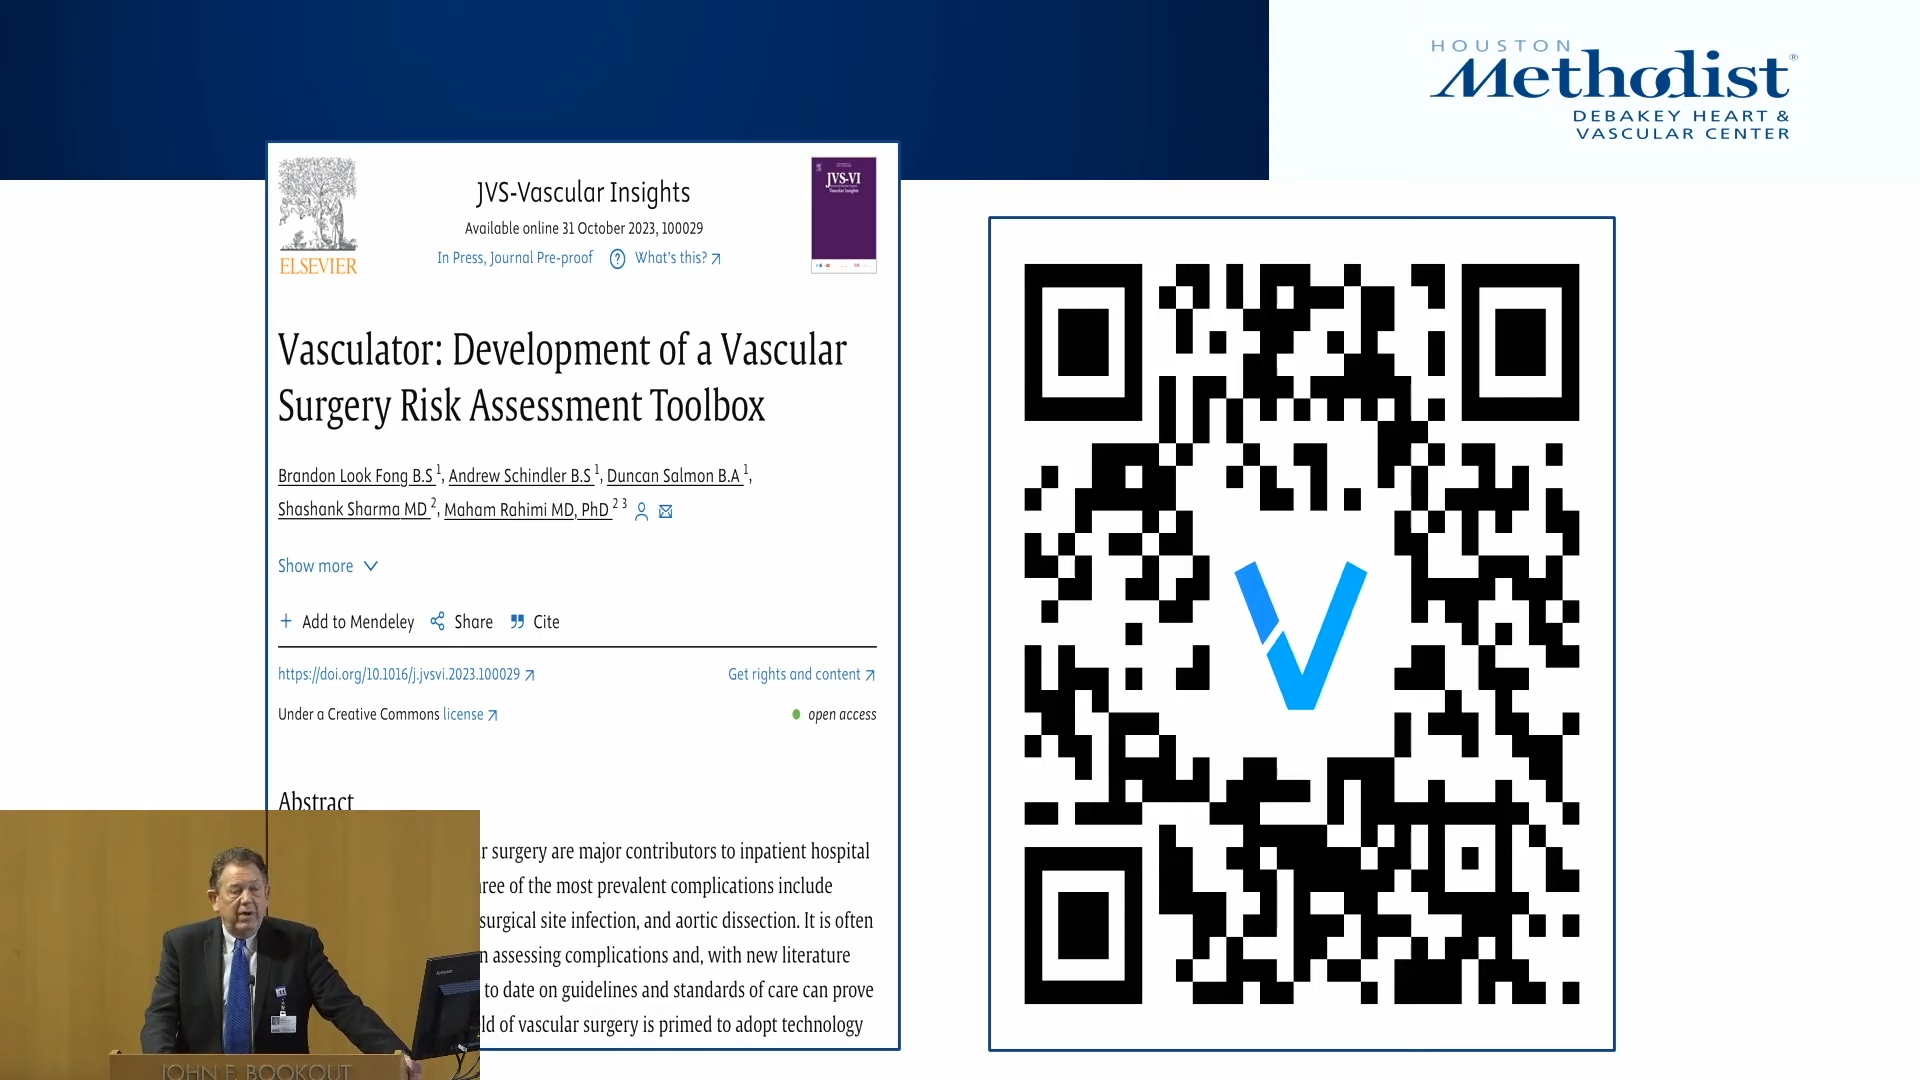 HOUSTON
Methodist®
DEBAKEY HEART &
VASCULAR CENTER
ELSEVIER
JVS-Vascular Insights
Available online 31 October 2023, 100029
In Press, Journal Pre-proof ? What's this? ↗
JVS-VI
Vascular Insights
Vasculator: Development of a Vascular
Surgery Risk Assessment Toolbox
Brandon Look Fong B.S 1, Andrew Schindler B.S 1, Duncan Salmon B.A 1,
Shashank Sharma MD 2, Maham Rahimi MD, PhD 2 3
Show more
+ Add to Mendeley Share Cite
https://doi.org/10.1016/j.jvsvi.2023.100029 ↗ Get rights and content ↗
Under a Creative Commons license ↗ open access
Abstract
r surgery are major contributors to inpatient hospital
ree of the most prevalent complications include
surgical site infection, and aortic dissection. It is often
n assessing complications and, with new literature
to date on guidelines and standards of care can prove
ld of vascular surgery is primed to adopt technology
V
JOHN F. BOOKOUT